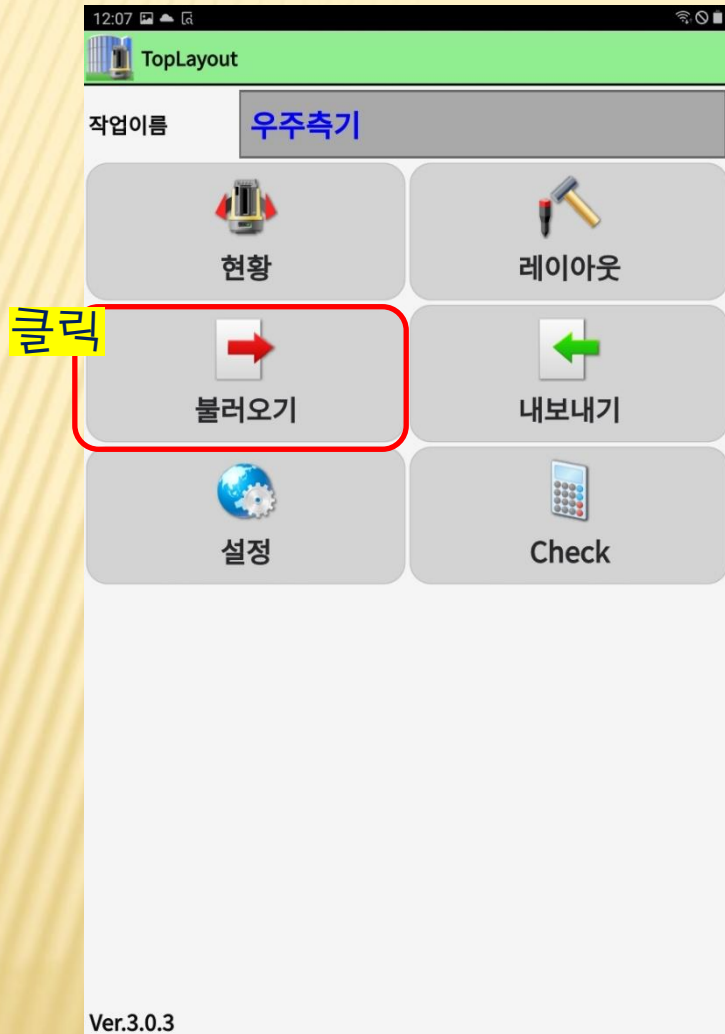 12:07
TopLayout
작업이름 우주측기
현황 레이아웃
클릭
불러오기 내보내기
설정 Check
Ver.3.0.3